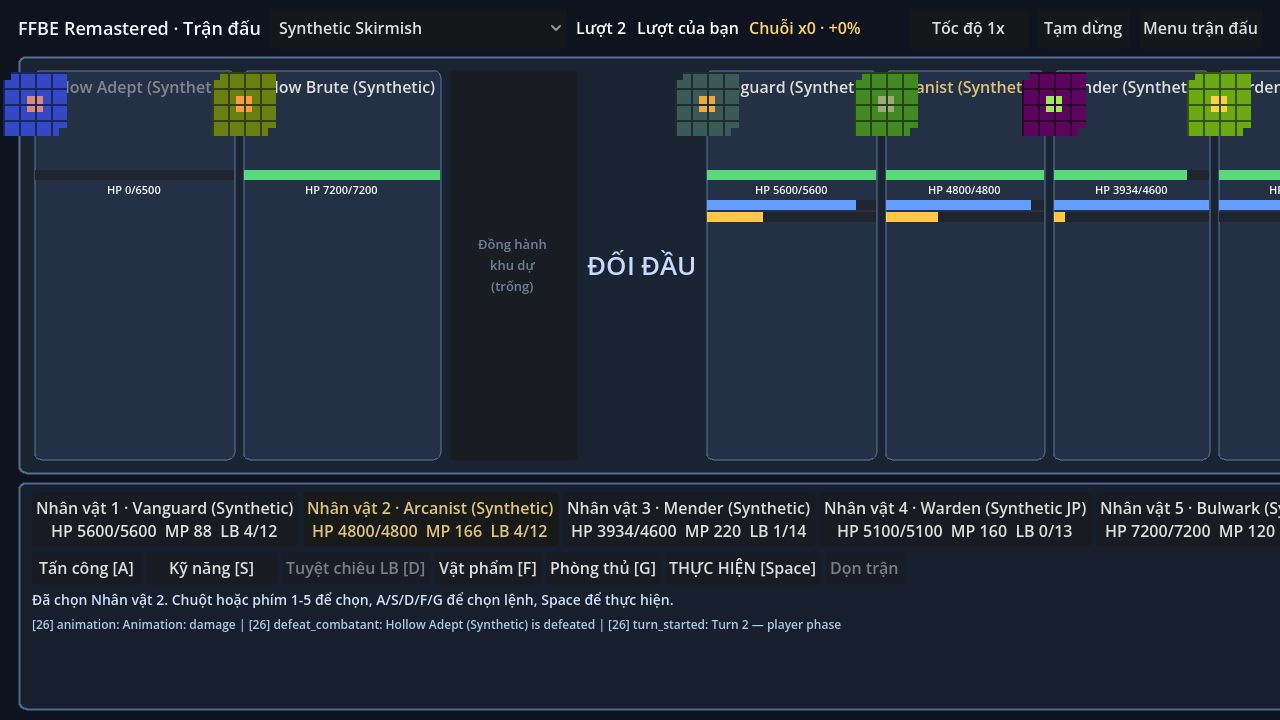 FFBE Remastered · Trận đấu
Synthetic Skirmish
Lượt 2 Lượt của bạn Chuỗi x0 · +0%
Tốc độ 1x
Tạm dừng
Menu trận đấu
low Adept (Synthet
low Brute (Synthetic)
guard (Synthet
anist (Synthet
nder (Synthet
rden
HP 0/6500
HP 7200/7200
HP 5600/5600
HP 4800/4800
HP 3934/4600
Đồng hành
khu dự
(trống)
ĐỐI ĐẦU
Nhân vật 1 · Vanguard (Synthetic)
HP 5600/5600 MP 88 LB 4/12
Nhân vật 2 · Arcanist (Synthetic)
HP 4800/4800 MP 166 LB 4/12
Nhân vật 3 · Mender (Synthetic)
HP 3934/4600 MP 220 LB 1/14
Nhân vật 4 · Warden (Synthetic JP)
HP 5100/5100 MP 160 LB 0/13
Nhân vật 5 · Bulwark (S
HP 7200/7200 MP 120
Tấn công [A]
Kỹ năng [S]
Tuyệt chiêu LB [D]
Vật phẩm [F]
Phòng thủ [G]
THỰC HIỆN [Space]
Dọn trận
Đã chọn Nhân vật 2. Chuột hoặc phím 1-5 để chọn, A/S/D/F/G để chọn lệnh, Space để thực hiện.
[26] animation: Animation: damage | [26] defeat_combatant: Hollow Adept (Synthetic) is defeated | [26] turn_started: Turn 2 — player phase